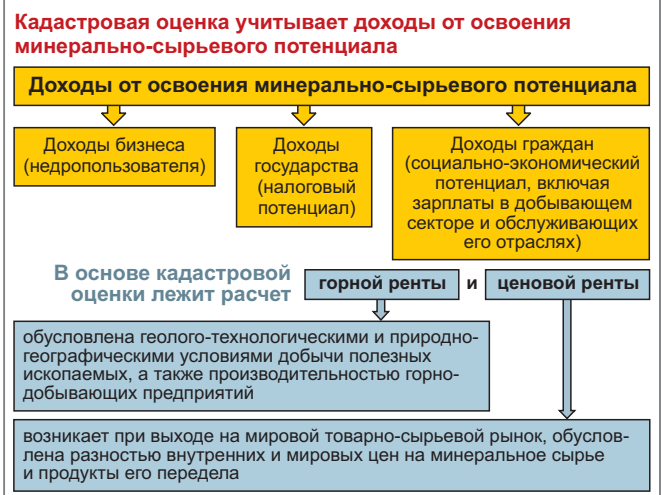 Кадастровая оценка учитывает доходы от освоения
минерально-сырьевого потенциала
Доходы от освоения минерально-сырьевого потенциала
Доходы бизнеса
(недропользователя)
Доходы
государства
(налоговый
потенциал)
Доходы граждан
(социально-экономический
потенциал, включая
зарплаты в добывающем
секторе и обслуживающих
его отраслях)
В основе кадастровой
оценки лежит расчет
горной ренты и ценовой ренты
обусловлена геолого-технологическими и природно-
географическими условиями добычи полезных
ископаемых, а также производительностью горно-
добывающих предприятий
возникает при выходе на мировой товарно-сырьевой рынок, обуслов-
лена разностью внутренних и мировых цен на минеральное сырье
и продукты его передела